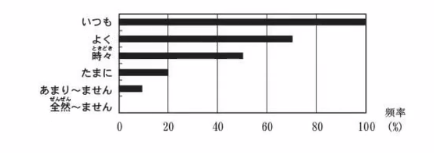 いつも
よく
ときどき
時々
たまに
あまり～ません
ぜんぜん
全然～ません
0 20 40 60 80 100
頻率
(%)